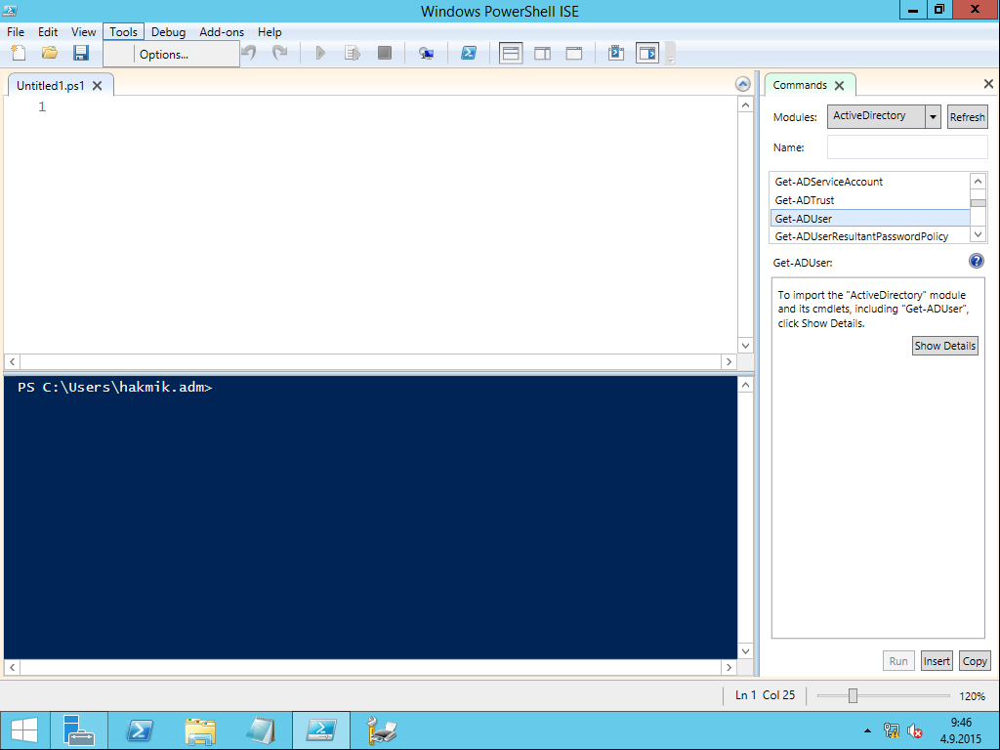 Windows PowerShell ISE
File Edit View Tools Debug Add-ons Help
Options...
Untitled1.ps1
1
PS C:\Users\hakmik.adm>
Commands
Modules: ActiveDirectory Refresh
Name:
Get-ADServiceAccount
Get-ADTrust
Get-ADUser
Get-ADUserResultantPasswordPolicy
Get-ADUser:
To import the "ActiveDirectory" module
and its cmdlets, including "Get-ADUser",
click Show Details.
Show Details
Run Insert Copy
Ln 1 Col 25 120%
9:46
4.9.2015